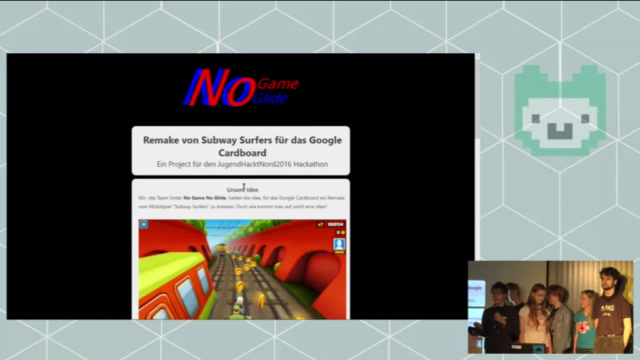 No Game
Glide
Remake von Subway Surfers für das Google
Cardboard
Ein Project für den JugendHacktNord2016 Hackathon
Unsere Idee
Wir, das Team hinter No Game No Glide, hatten die Idee, für das Google Cardboard ein Remake
vom Mobilspiel "Subway Surfers" zu kreieren. Doch wie kommt man auf solch eine Idee?